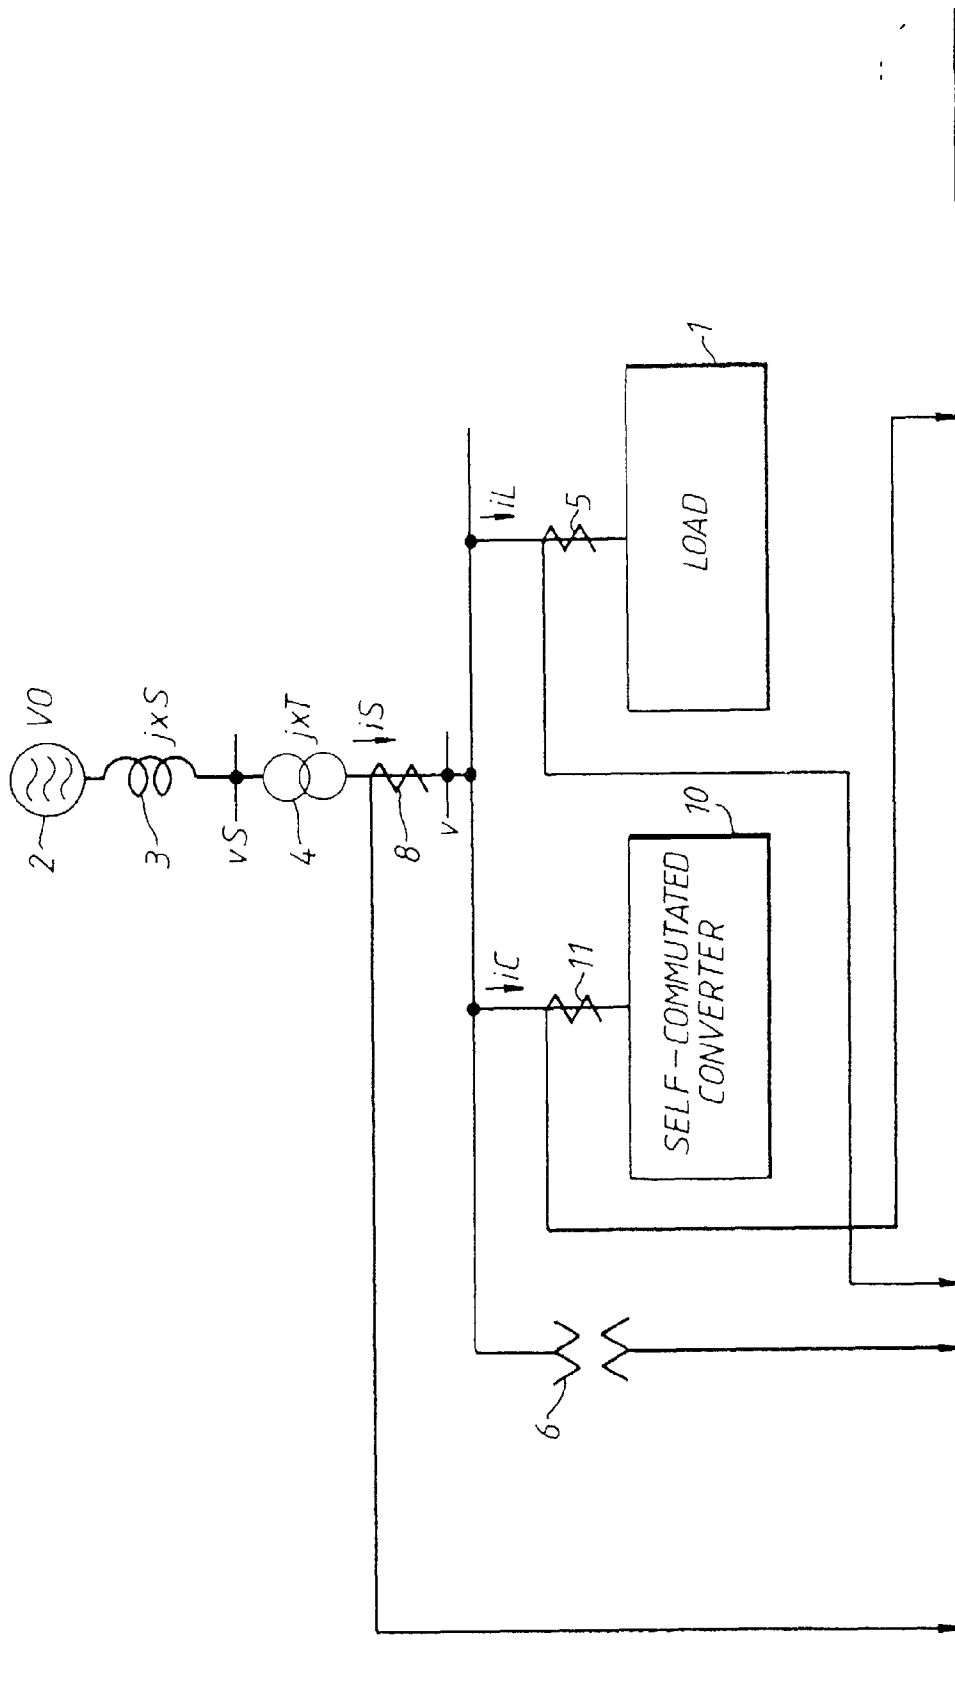 2
VO
3
jxS
vS
4
jxT
iS
8
v
iC
11
iL
5
6
SELF-COMMUTATED
CONVERTER
10
LOAD
1